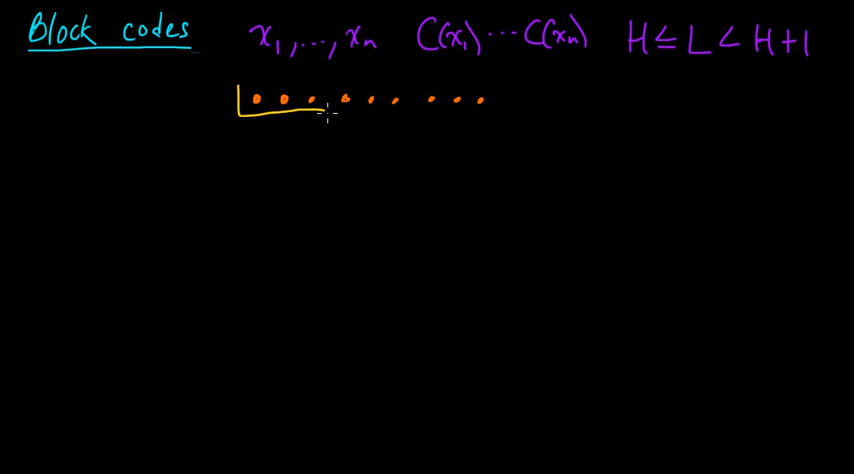 Block codes x₁,...,xₙ C(x₁)···C(xₙ) H ≤ L < H+1